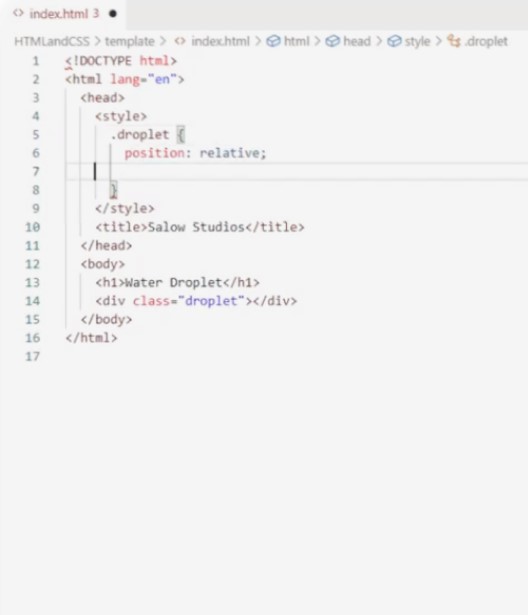 index.html 3
HTMLandCSS > template > index.html > html > head > style > .droplet
1 <!DOCTYPE html>
2 <html lang="en">
3 <head>
4 <style>
5 .droplet {
6 position: relative;
7
8 }
9 </style>
10 <title>Salow Studios</title>
11 </head>
12 <body>
13 <h1>Water Droplet</h1>
14 <div class="droplet"></div>
15 </body>
16 </html>
17